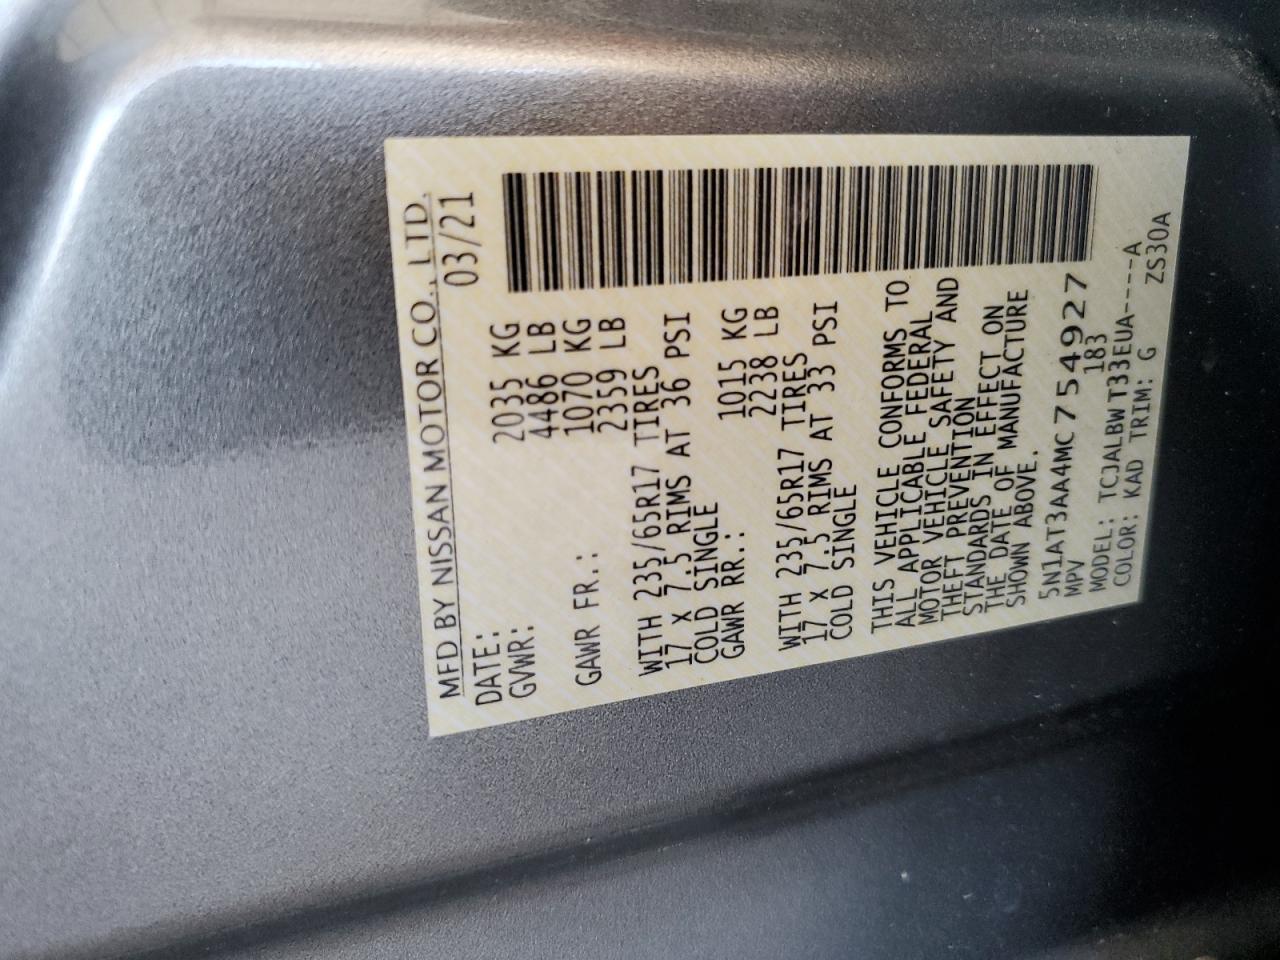 MFD BY NISSAN MOTOR CO., LTD.
DATE: 03/21
GVWR: 2035 KG
4486 LB
GAWR FR.: 1070 KG
2359 LB
WITH 235/65R17 TIRES
17 X 7.5 RIMS AT 36 PSI
COLD SINGLE
GAWR RR.: 1015 KG
2238 LB
WITH 235/65R17 TIRES
17 X 7.5 RIMS AT 33 PSI
COLD SINGLE
THIS VEHICLE CONFORMS TO
ALL APPLICABLE FEDERAL
MOTOR VEHICLE SAFETY AND
THEFT PREVENTION
STANDARDS IN EFFECT ON
THE DATE OF MANUFACTURE
SHOWN ABOVE.
5N1AT3AA4MC754927
MPV 183
MODEL: TCJALBWT33EUA----A
COLOR: KAD TRIM: G ZS30A